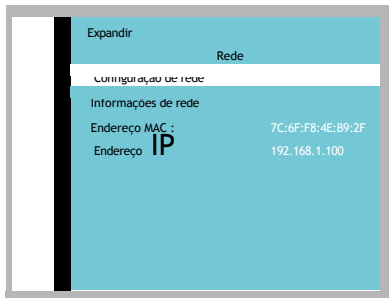 Expandir
Rede
Configuração de rede
Informações de rede
Endereço MAC : 7C:6F:F8:4E:B9:2F
Endereço IP 192.168.1.100